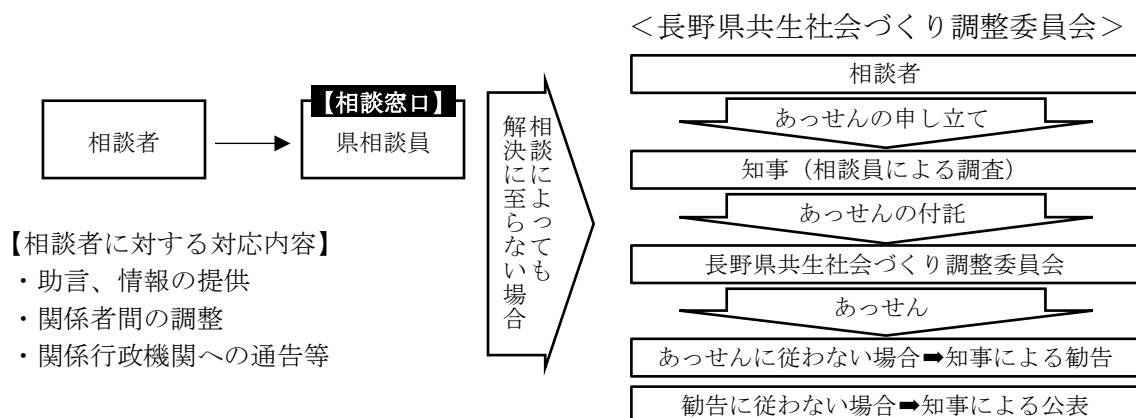 ＜長野県共生社会づくり調整委員会＞
【相談窓口】
相談者
県相談員
【相談者に対する対応内容】
・助言、情報の提供
・関係者間の調整
・関係行政機関への通告等
相談によっても
解決に至らない場合
相談者
あっせんの申し立て
知事（相談員による調査）
あっせんの付託
長野県共生社会づくり調整委員会
あっせん
あっせんに従わない場合➡知事による勧告
勧告に従わない場合➡知事による公表